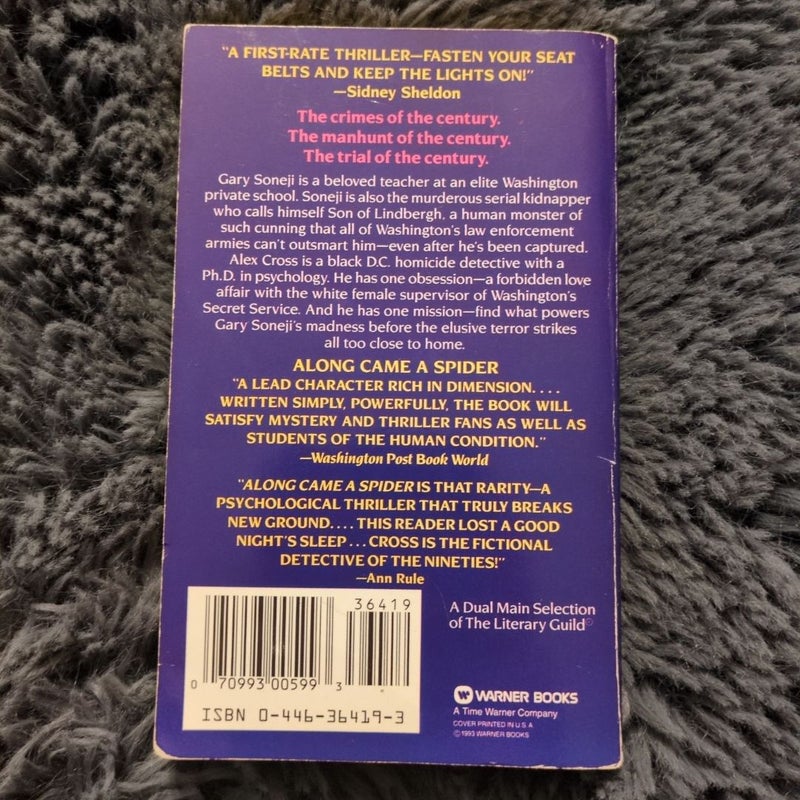 "A FIRST-RATE THRILLER—FASTEN YOUR SEAT
BELTS AND KEEP THE LIGHTS ON!"
—Sidney Sheldon
The crimes of the century.
The manhunt of the century.
The trial of the century.
Gary Soneji is a beloved teacher at an elite Washington
private school. Soneji is also the murderous serial kidnapper
who calls himself Son of Lindbergh, a human monster of
such cunning that all of Washington's law enforcement
armies can't outsmart him—even after he's been captured.
Alex Cross is a black D.C. homicide detective with a
Ph.D. in psychology. He has one obsession—a forbidden love
affair with the white female supervisor of Washington's
Secret Service. And he has one mission—find what powers
Gary Soneji's madness before the elusive terror strikes
all too close to home.
ALONG CAME A SPIDER
"A LEAD CHARACTER RICH IN DIMENSION. . . .
WRITTEN SIMPLY, POWERFULLY, THE BOOK WILL
SATISFY MYSTERY AND THRILLER FANS AS WELL AS
STUDENTS OF THE HUMAN CONDITION."
—Washington Post Book World
"ALONG CAME A SPIDER IS THAT RARITY—A
PSYCHOLOGICAL THRILLER THAT TRULY BREAKS
NEW GROUND. . . . THIS READER LOST A GOOD
NIGHT'S SLEEP . . . CROSS IS THE FICTIONAL
DETECTIVE OF THE NINETIES!"
—Ann Rule
36419
0 70993 00599 3
ISBN 0-446-36419-3
A Dual Main Selection
of The Literary Guild®
W WARNER BOOKS
A Time Warner Company
COVER PRINTED IN U.S.A.
© 1993 WARNER BOOKS